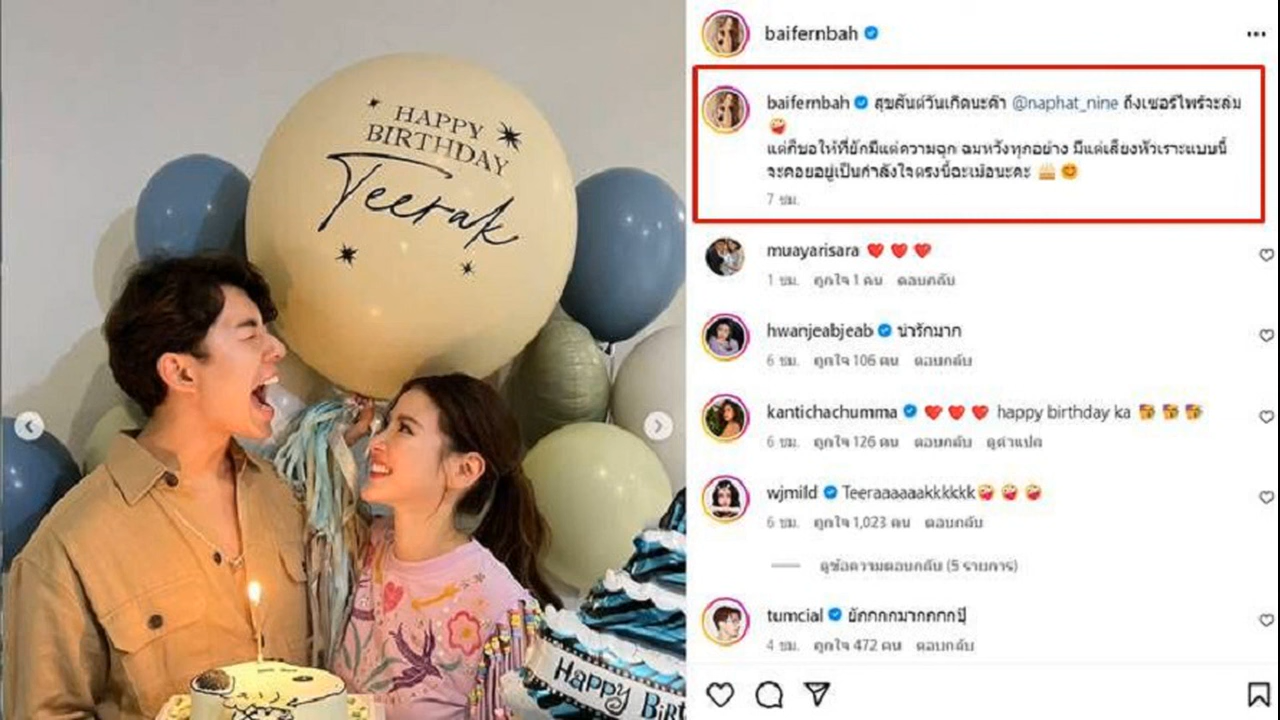 HAPPY
BIRTHDAY
Teerak
Happy Birt
baifernbah
baifernbah สุขสันต์วันเกิดนะค้า @naphat_nine ถึงเซอร์ไพร์จะล่ม
แต่ก็ขอให้ที่ยักมีแต่ความฉุก ฉมหวังทุกอย่าง มีแต่เสียงหัวเราะแบบนี้
จะคอยอยู่เป็นกำลังใจตรงนี้ฉะเม้อนะคะ
7 ชม.
muayarisara
1 ชม. ถูกใจ 1 คน ตอบกลับ
hwanjeabjeab น่ารักมาก
6 ชม. ถูกใจ 106 คน ตอบกลับ
kantichachumma happy birthday ka
6 ชม. ถูกใจ 126 คน ตอบกลับ ดูคำแปล
wjmild Teeraaaaaakkkkkk
6 ชม. ถูกใจ 1,023 คน ตอบกลับ
ดูข้อความตอบกลับ (5 รายการ)
tumcial ยักกกกมากกกกปุ๊
4 ชม. ถูกใจ 472 คน ตอบกลับ